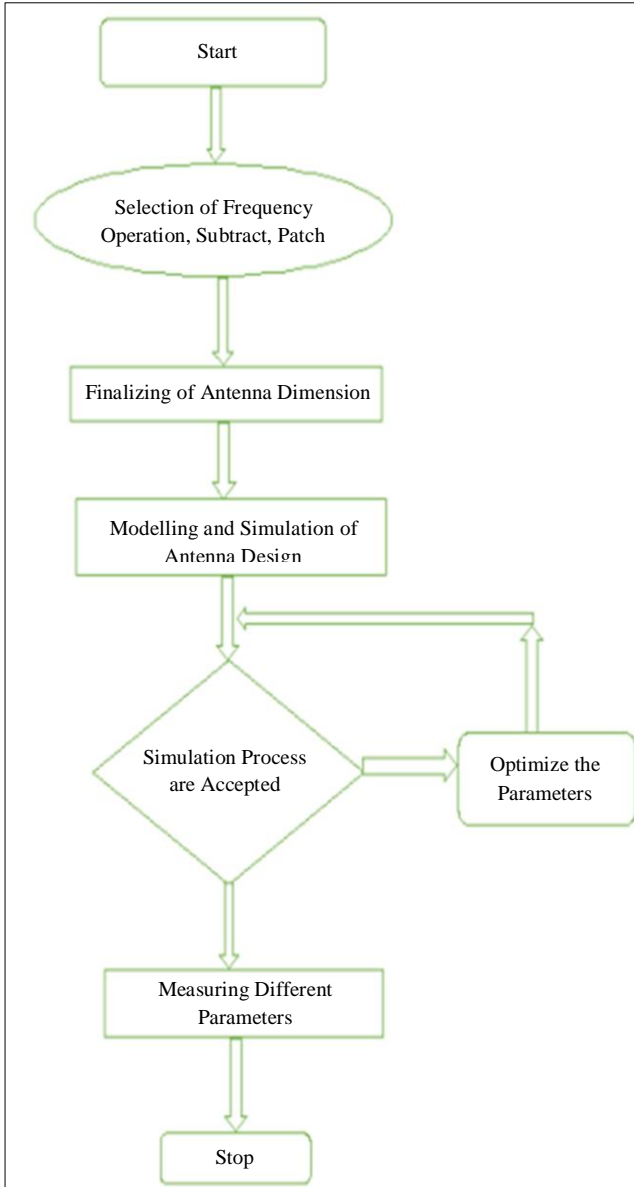 Start
Selection of Frequency
Operation, Subtract, Patch
Finalizing of Antenna Dimension
Modelling and Simulation of
Antenna Design
Simulation Process
are Accepted
Optimize the
Parameters
Measuring Different
Parameters
Stop